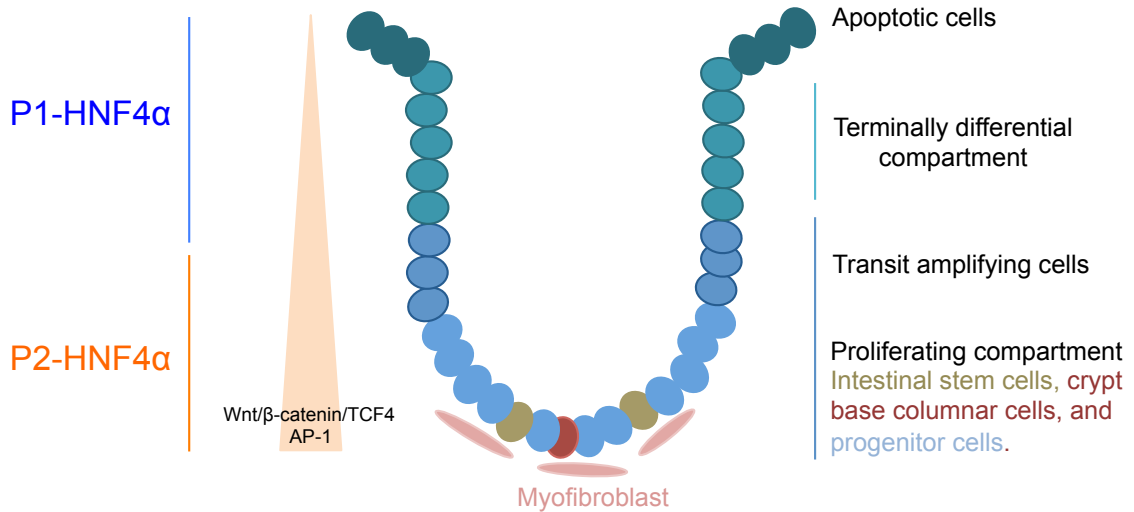 P1-HNF4α
P2-HNF4α
Wnt/β-catenin/TCF4
AP-1
Myofibroblast
Apoptotic cells
Terminally differential
compartment
Transit amplifying cells
Proliferating compartment
Intestinal stem cells, crypt
base columnar cells, and
progenitor cells.